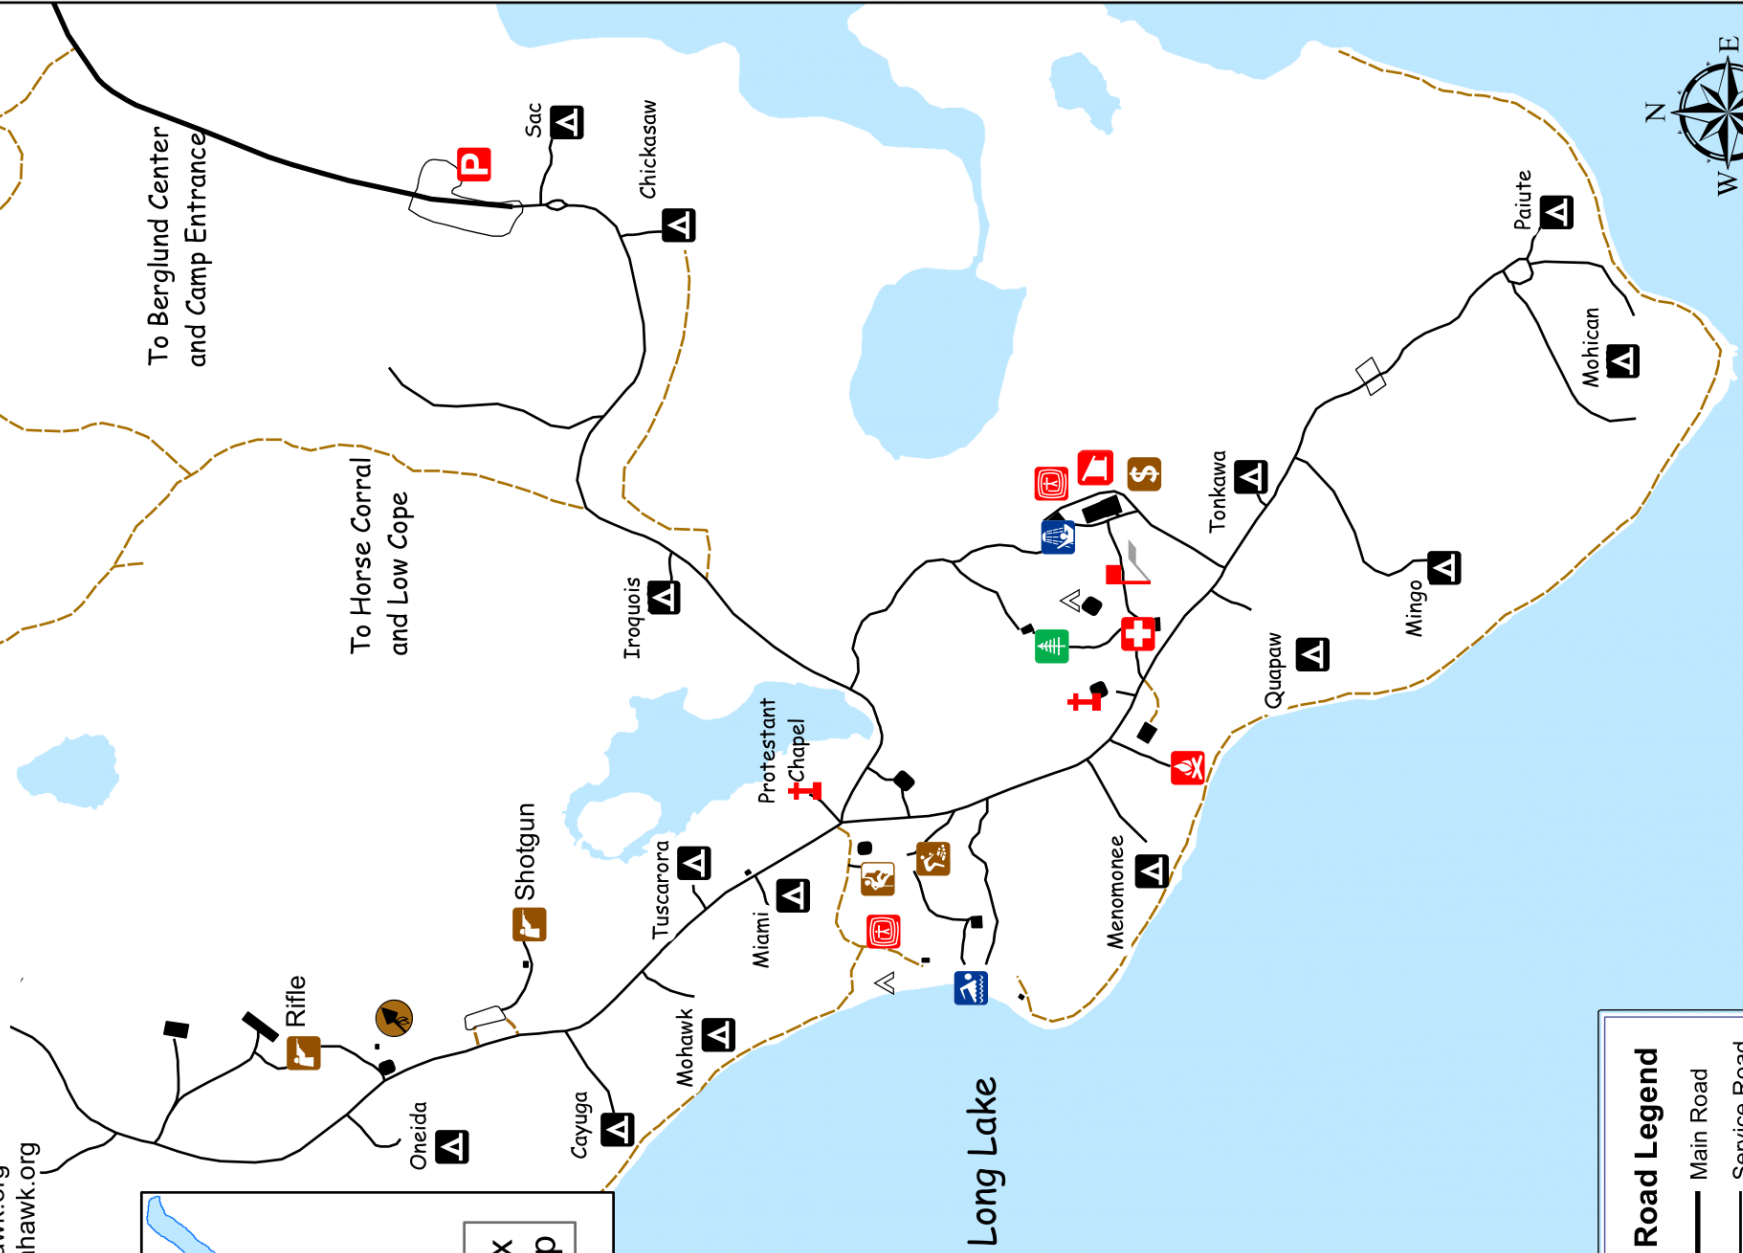 To Berglund Center
and Camp Entrance
Sac
Chickasaw
P
N
E
W
Paiute
Mohican
To Horse Corral
and Low Cope
Iroquois
$
Tonkawa
Mingo
Quapaw
Protestant
Chapel
Shotgun
Tuscarora
Miami
Menomonee
Rifle
Mohawk
Oneida
Cayuga
Long Lake
hawk.org
Road Legend
Main Road
Service Road